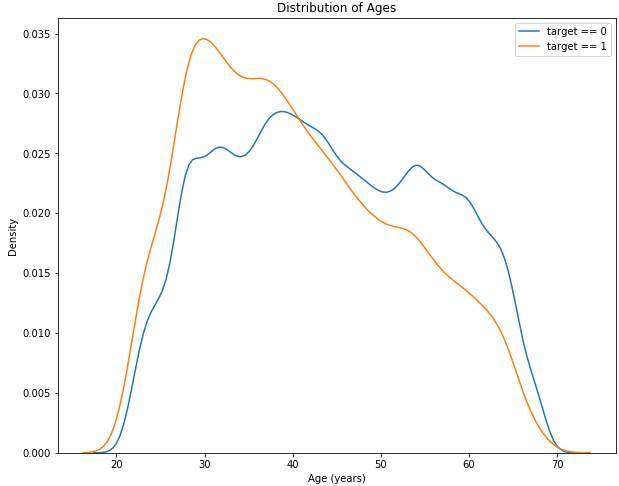 Distribution of Ages
target == 0
target == 1
0.035
0.030
0.025
0.020
0.015
0.010
0.005
0.000
Density
20 30 40 50 60 70
Age (years)